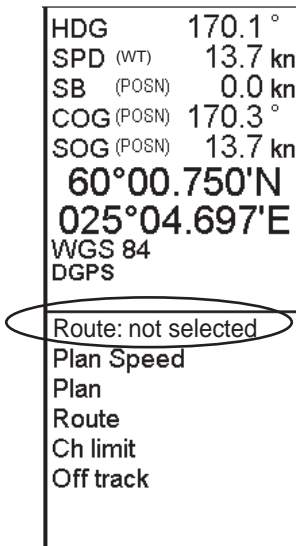 HDG 170.1°
SPD (WT) 13.7 kn
SB (POSN) 0.0 kn
COG (POSN) 170.3°
SOG (POSN) 13.7 kn
60°00.750'N
025°04.697'E
WGS 84
DGPS
Route: not selected
Plan Speed
Plan
Route
Ch limit
Off track